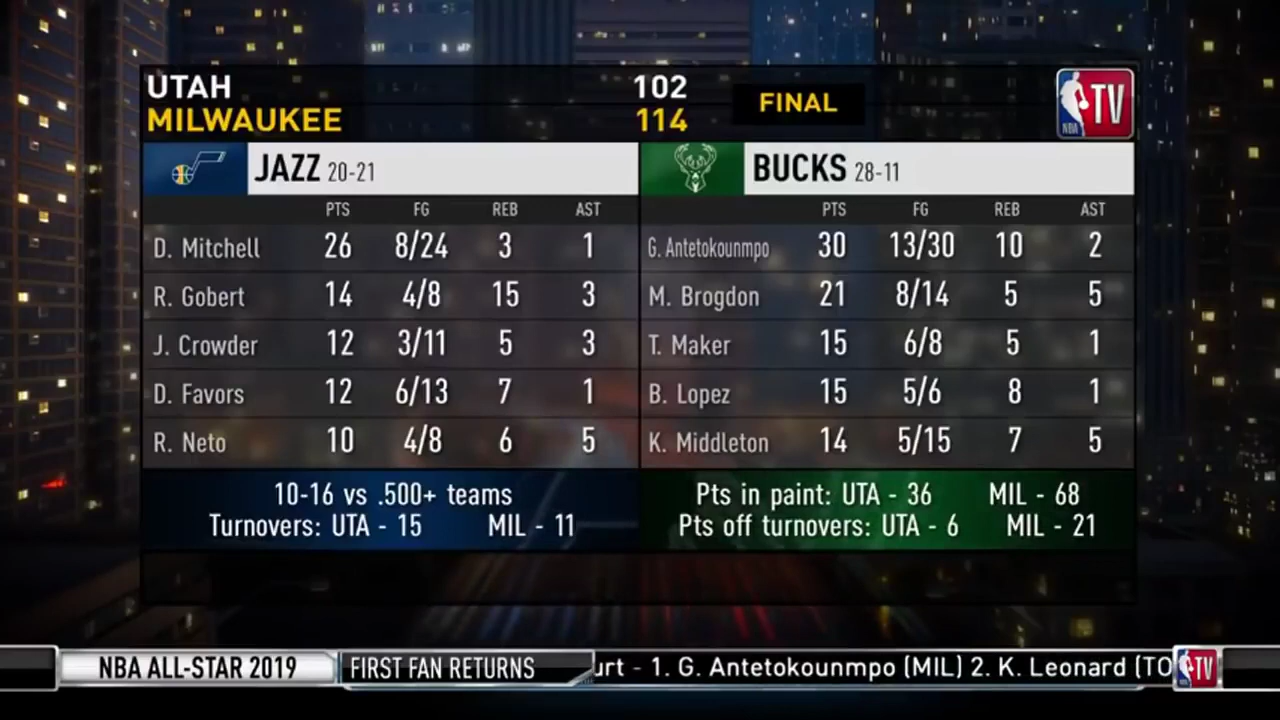 UTAH 102
MILWAUKEE 114
FINAL
NBA TV
JAZZ 20-21
PTS FG REB AST
D. Mitchell 26 8/24 3 1
R. Gobert 14 4/8 15 3
J. Crowder 12 3/11 5 3
D. Favors 12 6/13 7 1
R. Neto 10 4/8 6 5
10-16 vs .500+ teams
Turnovers: UTA - 15 MIL - 11
BUCKS 28-11
PTS FG REB AST
G. Antetokounmpo 30 13/30 10 2
M. Brogdon 21 8/14 5 5
T. Maker 15 6/8 5 1
B. Lopez 15 5/6 8 1
K. Middleton 14 5/15 7 5
Pts in paint: UTA - 36 MIL - 68
Pts off turnovers: UTA - 6 MIL - 21
NBA ALL-STAR 2019 FIRST FAN RETURNS urt - 1. G. Antetokounmpo (MIL) 2. K. Leonard (TO TV